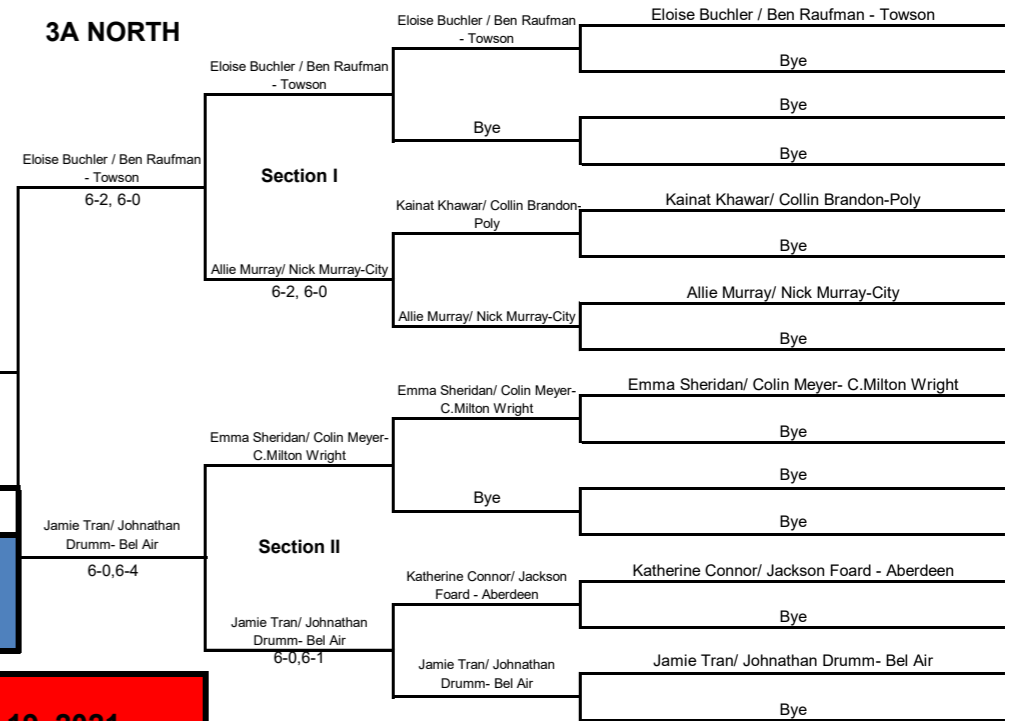 3A NORTH
Eloise Buchler / Ben Raufman
- Towson
Eloise Buchler / Ben Raufman - Towson
Bye
Eloise Buchler / Ben Raufman
- Towson
Bye
Bye
Bye
Eloise Buchler / Ben Raufman
- Towson
6-2, 6-0
Section I
Kainat Khawar/ Collin Brandon-
Poly
Kainat Khawar/ Collin Brandon-Poly
Bye
Allie Murray/ Nick Murray-City
6-2, 6-0
Allie Murray/ Nick Murray-City
Allie Murray/ Nick Murray-City
Bye
Emma Sheridan/ Colin Meyer-
C.Milton Wright
Emma Sheridan/ Colin Meyer- C.Milton Wright
Bye
Emma Sheridan/ Colin Meyer-
C.Milton Wright
Bye
Bye
Bye
Jamie Tran/ Johnathan
Drumm- Bel Air
6-0,6-4
Section II
Katherine Connor/ Jackson
Foard - Aberdeen
Katherine Connor/ Jackson Foard - Aberdeen
Bye
Jamie Tran/ Johnathan
Drumm- Bel Air
6-0,6-1
Jamie Tran/ Johnathan
Drumm- Bel Air
Jamie Tran/ Johnathan Drumm- Bel Air
Bye